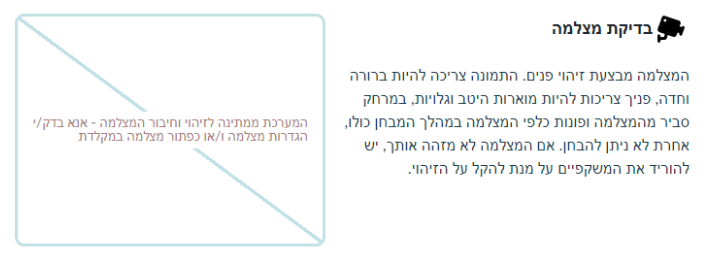 בדיקת מצלמה
המצלמה מבצעת זיהוי פנים. התמונה צריכה להיות ברורה
וחדה, פניך צריכות להיות מוארות היטב וגלויות, במרחק
סביר מהמצלמה ופונות כלפי המצלמה במהלך המבחן כולו,
אחרת לא ניתן להבחן. אם המצלמה לא מזהה אותך, יש
להוריד את המשקפיים על מנת להקל על הזיהוי.
המערכת ממתינה לזיהוי וחיבור המצלמה - אנא בדק/י
הגדרות מצלמה ו/או כפתור מצלמה במקלדת